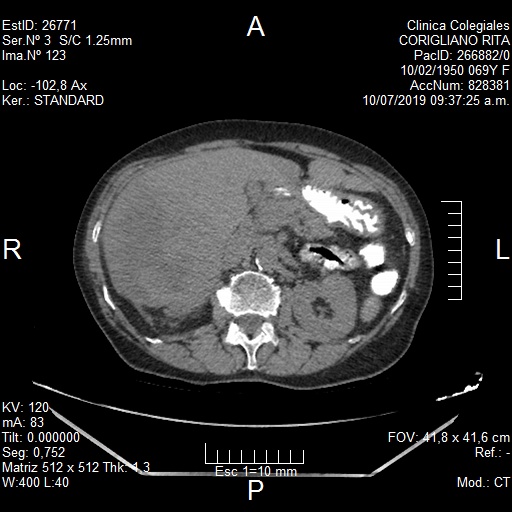 EstID: 26771
Ser.Nº 3 S/C 1.25mm
Ima.Nº 123
Loc: -102,8 Ax
Ker.: STANDARD
A
Clinica Colegiales
CORIGLIANO RITA
PacID: 266882/0
10/02/1950 069Y F
AccNum: 828381
10/07/2019 09:37:25 a.m.
R
L
KV: 120
mA: 83
Tilt: 0.000000
Seg: 0,752
Matriz 512 x 512 Thk: 1.3
W:400 L:40
Esc 1=10 mm
P
FOV: 41,8 x 41,6 cm
Ref.: -
Mod.: CT